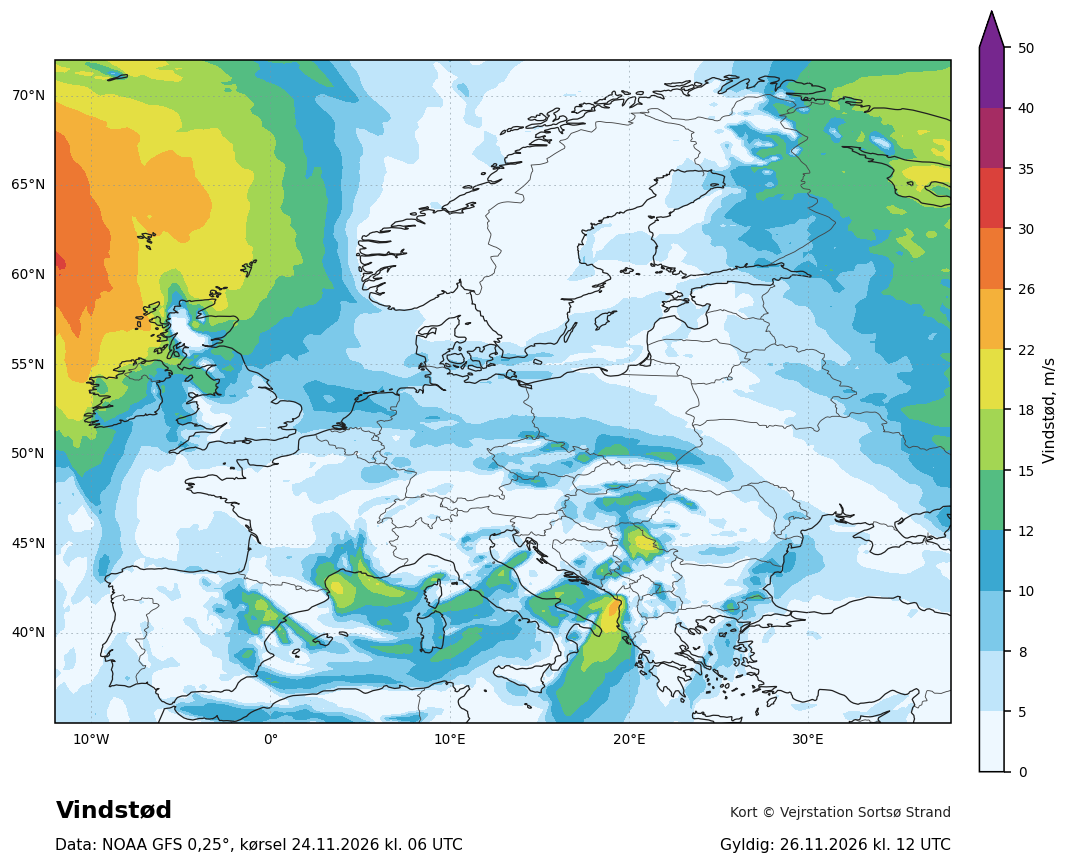 70°N
65°N
60°N
55°N
50°N
45°N
40°N
10°W
0°
10°E
20°E
30°E
50
40
35
30
26
22
18
15
12
10
8
5
0
Vindstød, m/s
Vindstød
Kort © Vejrstation Sortsø Strand
Data: NOAA GFS 0,25°, kørsel 24.11.2026 kl. 06 UTC
Gyldig: 26.11.2026 kl. 12 UTC